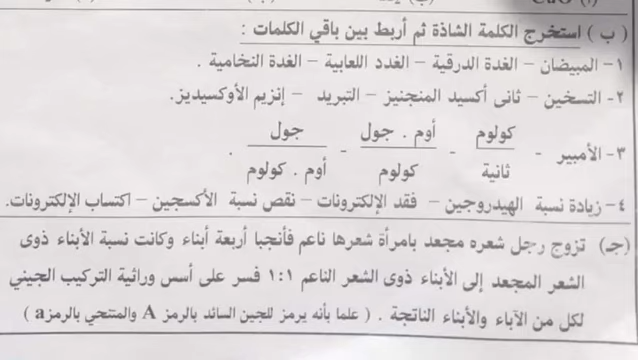 ( ب ) استخرج الكلمة الشاذة ثم أربط بين باقي الكلمات :
١- المبيضان – الغدة الدرقية – الغدد اللعابية – الغدة النخامية .
٢- التسخين – ثانى أكسيد المنجنيز – التبريد – إنزيم الأوكسيديز.
٣- الأمبير - كولوم / ثانية - أوم . جول / كولوم - جول / أوم . كولوم .
٤- زيادة نسبة الهيدروجين – فقد الإلكترونات – نقص نسبة الأكسجين – اكتساب الإلكترونات.
(جـ) تزوج رجل شعره مجعد بامرأة شعرها ناعم فأنجبا أربعة أبناء وكانت نسبة الأبناء ذوى
الشعر المجعد إلى الأبناء ذوى الشعر الناعم ١:١ فسر على أسس وراثية التركيب الجيني
لكل من الآباء والأبناء الناتجة . ( علما بأنه يرمز للجين السائد بالرمز A والمتنحي بالرمزa )